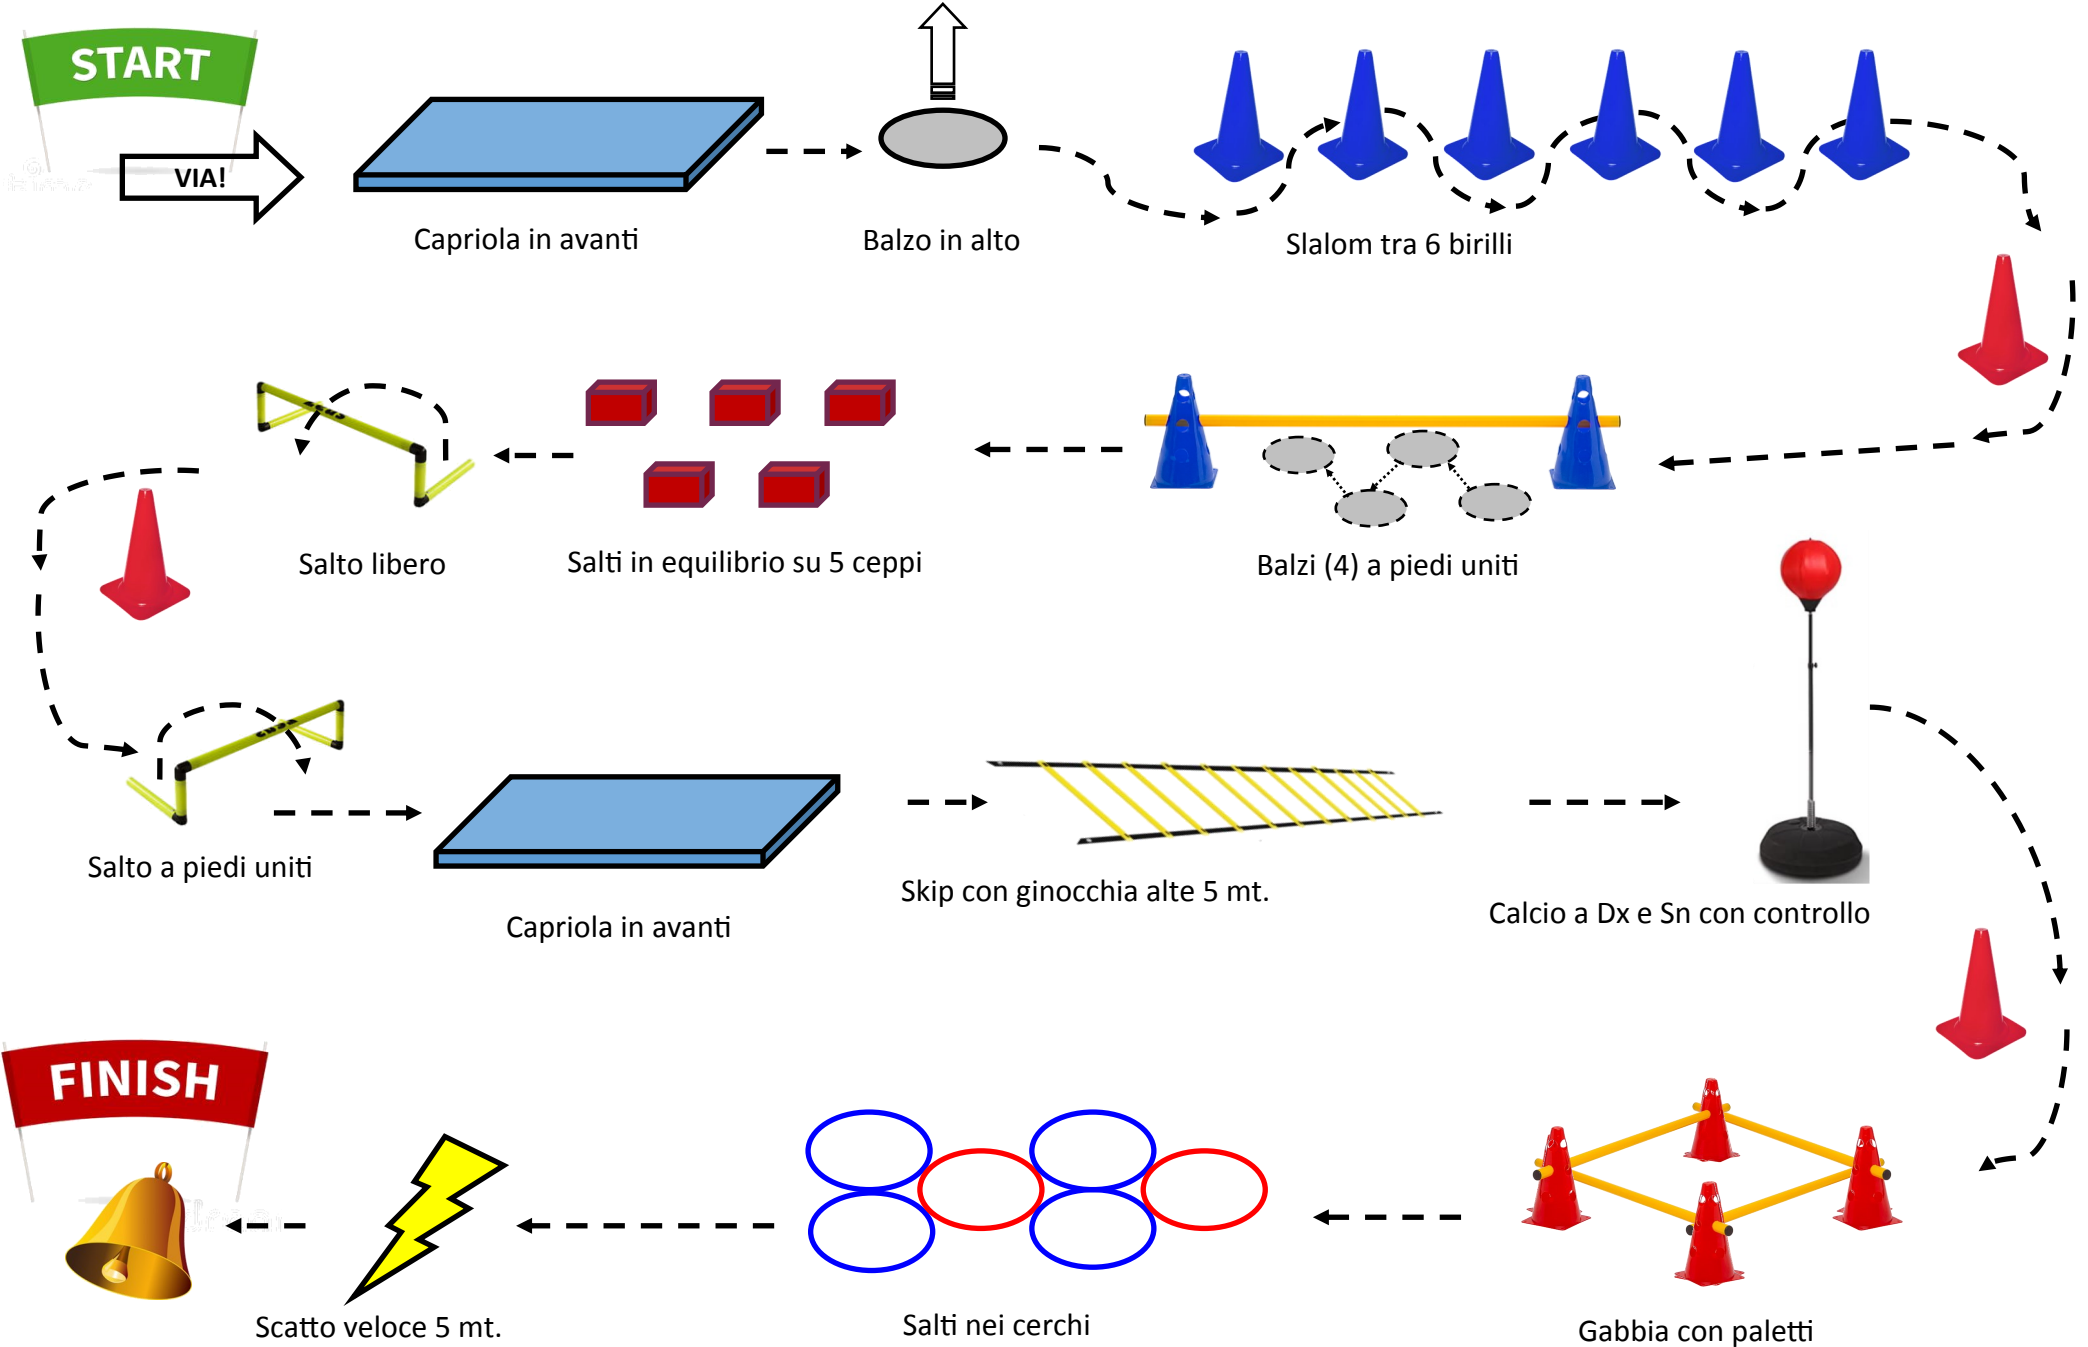 START
VIA!
Capriola in avanti
Balzo in alto
Slalom tra 6 birilli
Salto libero
Salti in equilibrio su 5 ceppi
Balzi (4) a piedi uniti
Salto a piedi uniti
Capriola in avanti
Skip con ginocchia alte 5 mt.
Calcio a Dx e Sn con controllo
FINISH
Scatto veloce 5 mt.
Salti nei cerchi
Gabbia con paletti